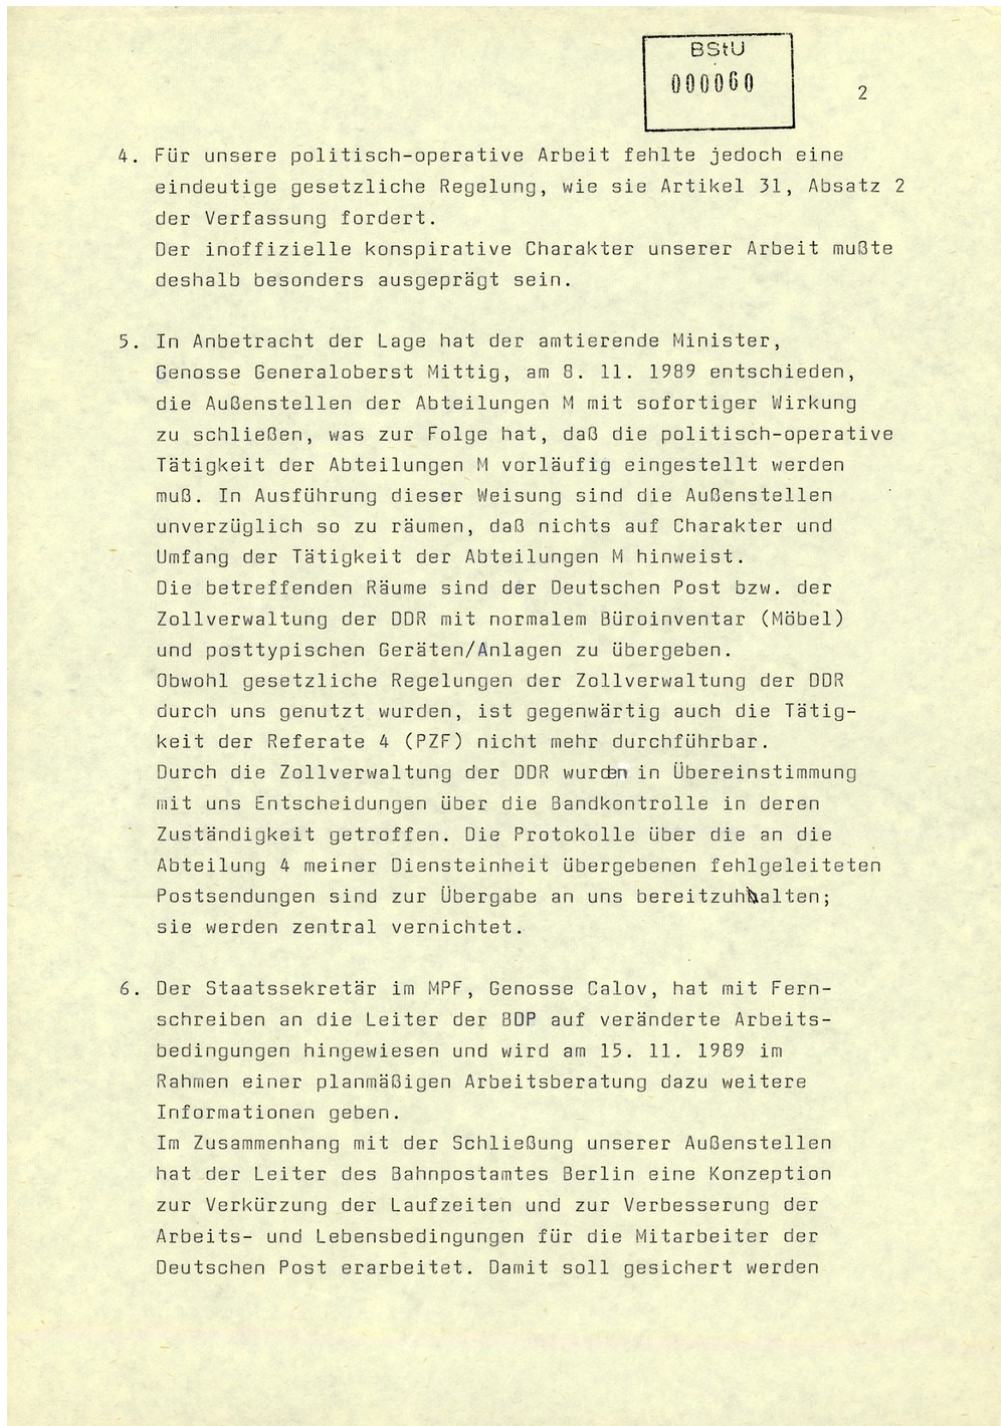 BStU
000060
2
4. Für unsere politisch-operative Arbeit fehlte jedoch eine
eindeutige gesetzliche Regelung, wie sie Artikel 31, Absatz 2
der Verfassung fordert.
Der inoffizielle konspirative Charakter unserer Arbeit mußte
deshalb besonders ausgeprägt sein.
5. In Anbetracht der Lage hat der amtierende Minister,
Genosse Generaloberst Mittig, am 8. 11. 1989 entschieden,
die Außenstellen der Abteilungen M mit sofortiger Wirkung
zu schließen, was zur Folge hat, daß die politisch-operative
Tätigkeit der Abteilungen M vorläufig eingestellt werden
muß. In Ausführung dieser Weisung sind die Außenstellen
unverzüglich so zu räumen, daß nichts auf Charakter und
Umfang der Tätigkeit der Abteilungen M hinweist.
Die betreffenden Räume sind der Deutschen Post bzw. der
Zollverwaltung der DDR mit normalem Büroinventar (Möbel)
und posttypischen Geräten/Anlagen zu übergeben.
Obwohl gesetzliche Regelungen der Zollverwaltung der DDR
durch uns genutzt wurden, ist gegenwärtig auch die Tätig-
keit der Referate 4 (PZF) nicht mehr durchführbar.
Durch die Zollverwaltung der DDR wurden in Übereinstimmung
mit uns Entscheidungen über die Bandkontrolle in deren
Zuständigkeit getroffen. Die Protokolle über die an die
Abteilung 4 meiner Diensteinheit übergebenen fehlgeleiteten
Postsendungen sind zur Übergabe an uns bereitzuhhalten;
sie werden zentral vernichtet.
6. Der Staatssekretär im MPF, Genosse Calov, hat mit Fern-
schreiben an die Leiter der BDP auf veränderte Arbeits-
bedingungen hingewiesen und wird am 15. 11. 1989 im
Rahmen einer planmäßigen Arbeitsberatung dazu weitere
Informationen geben.
Im Zusammenhang mit der Schließung unserer Außenstellen
hat der Leiter des Bahnpostamtes Berlin eine Konzeption
zur Verkürzung der Laufzeiten und zur Verbesserung der
Arbeits- und Lebensbedingungen für die Mitarbeiter der
Deutschen Post erarbeitet. Damit soll gesichert werden